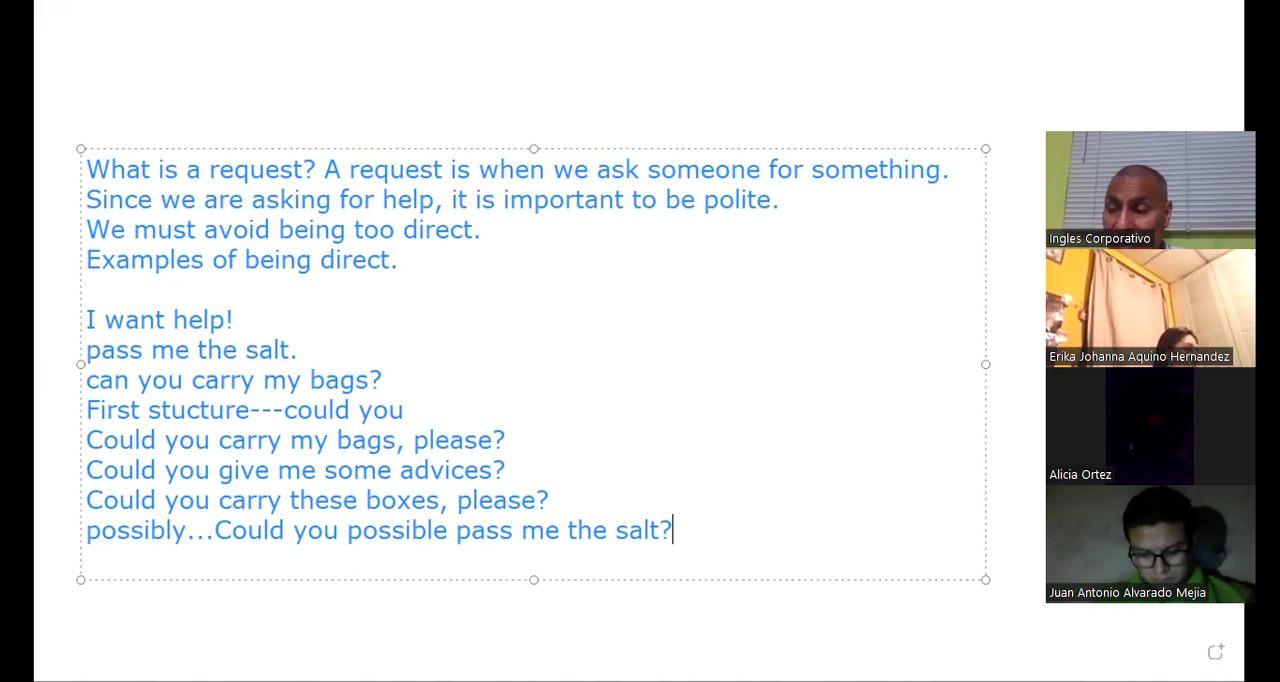 What is a request? A request is when we ask someone for something.
Since we are asking for help, it is important to be polite.
We must avoid being too direct.
Examples of being direct.
I want help!
pass me the salt.
can you carry my bags?
First stucture---could you
Could you carry my bags, please?
Could you give me some advices?
Could you carry these boxes, please?
possibly...Could you possible pass me the salt?
Ingles Corporativo
Erika Johanna Aquino Hernandez
Alicia Ortez
Juan Antonio Alvarado Mejia